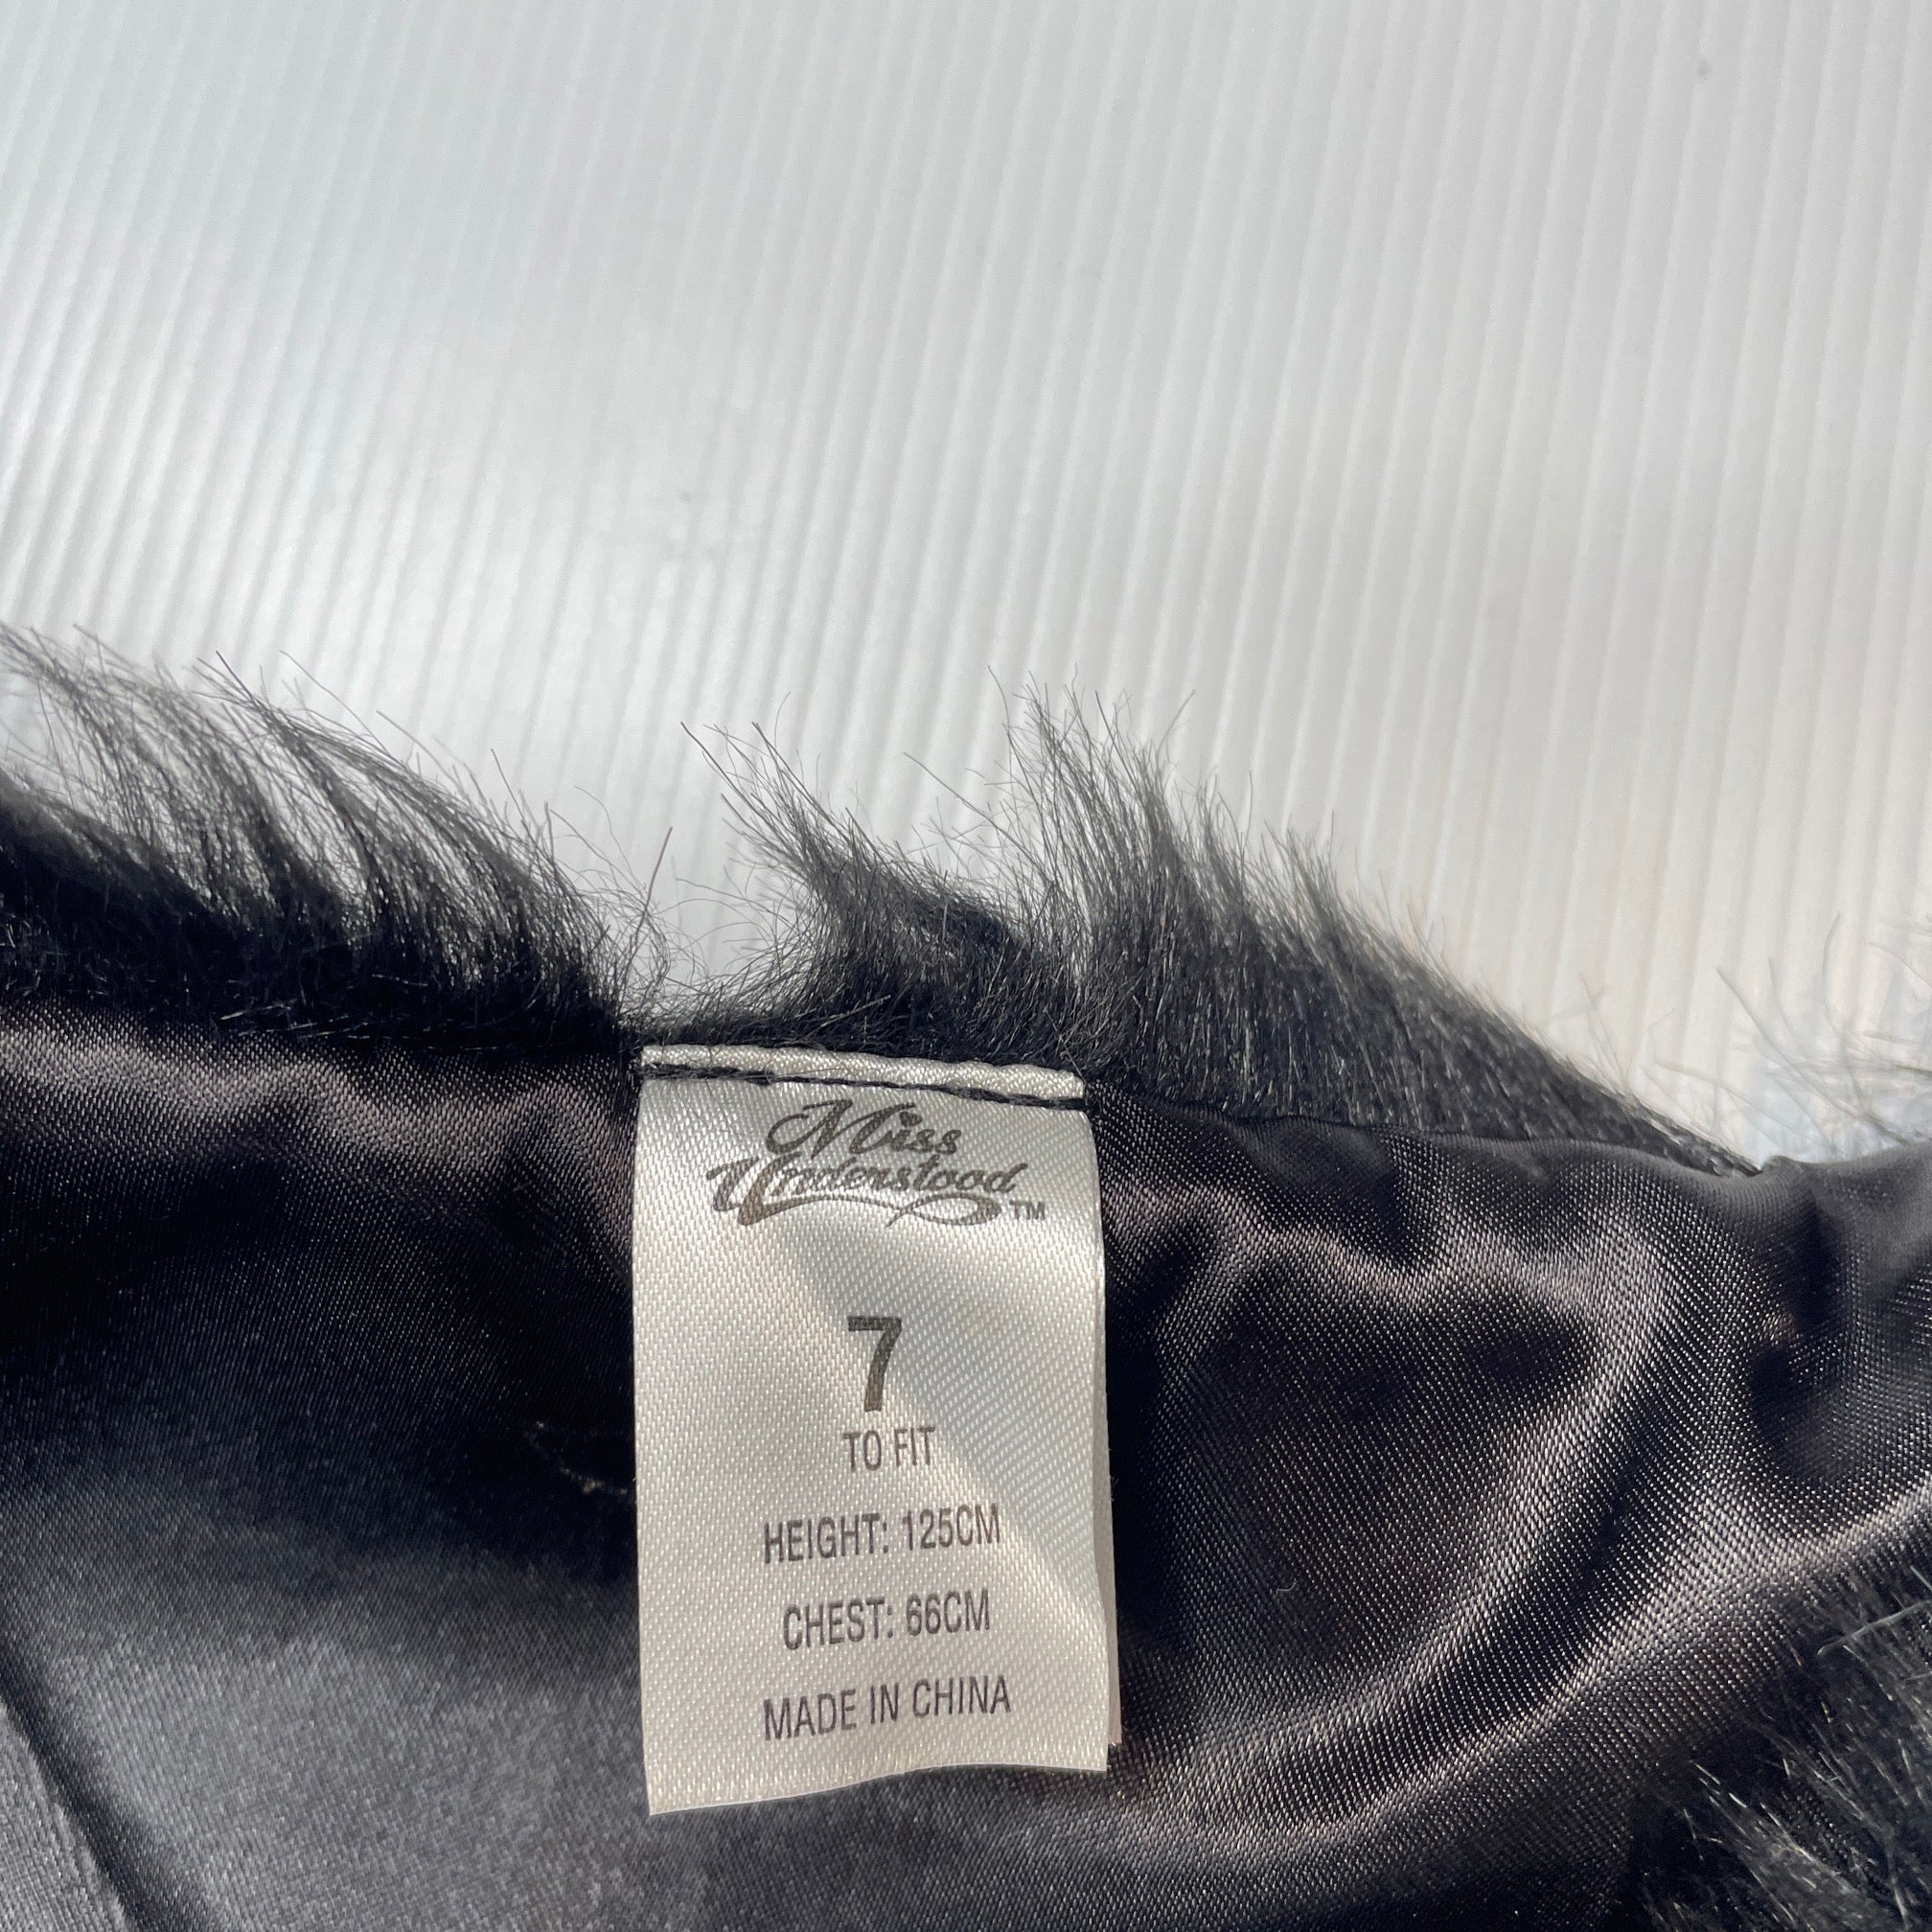 Miss
Understood
TM
7
TO FIT
HEIGHT: 125CM
CHEST: 66CM
MADE IN CHINA